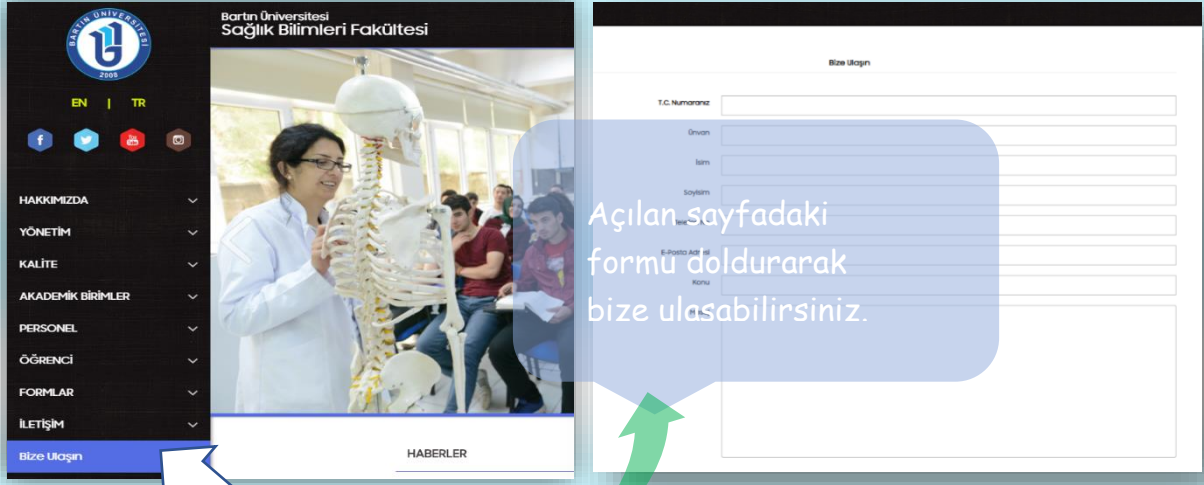 BARTIN ÜNİVERSİTESİ
2008
EN | TR
HAKKIMIZDA
YÖNETİM
KALİTE
AKADEMİK BİRİMLER
PERSONEL
ÖĞRENCİ
FORMLAR
İLETİŞİM
Bize Ulaşın
Bartın Üniversitesi
Sağlık Bilimleri Fakültesi
HABERLER
Bize Ulaşın
T.C. Numaranız
Ünvan
İsim
Soyisim
E-Posta Adresi
Konu
Açılan sayfadaki
formu doldurarak
bize ulasabilirsiniz.